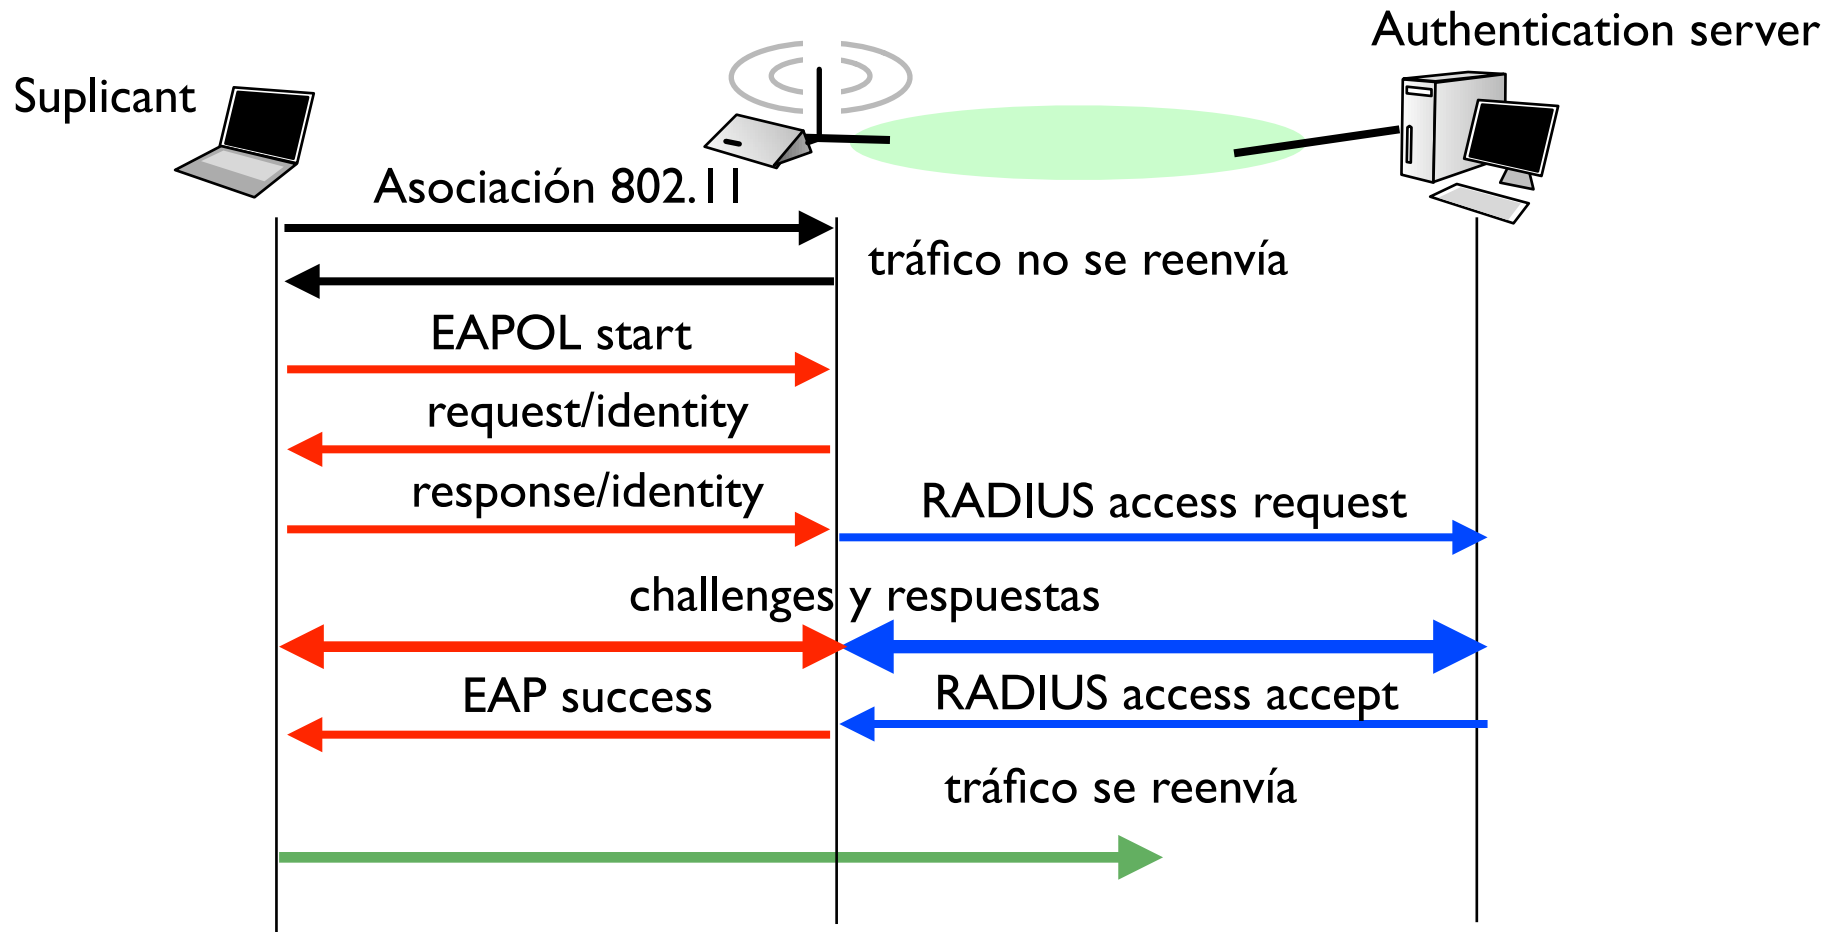 Authentication server
Suplicant
Asociación 802.11
tráfico no se reenvía
EAPOL start
request/identity
response/identity
RADIUS access request
challenges y respuestas
EAP success
RADIUS access accept
tráfico se reenvía